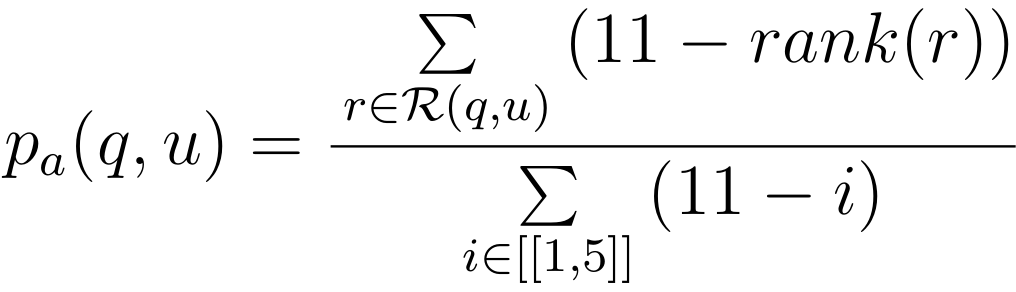 p_a(q, u) = \frac{\sum_{r \in \mathcal{R}(q,u)} (11 - rank(r))}{\sum_{i \in [[1,5]]} (11 - i)}